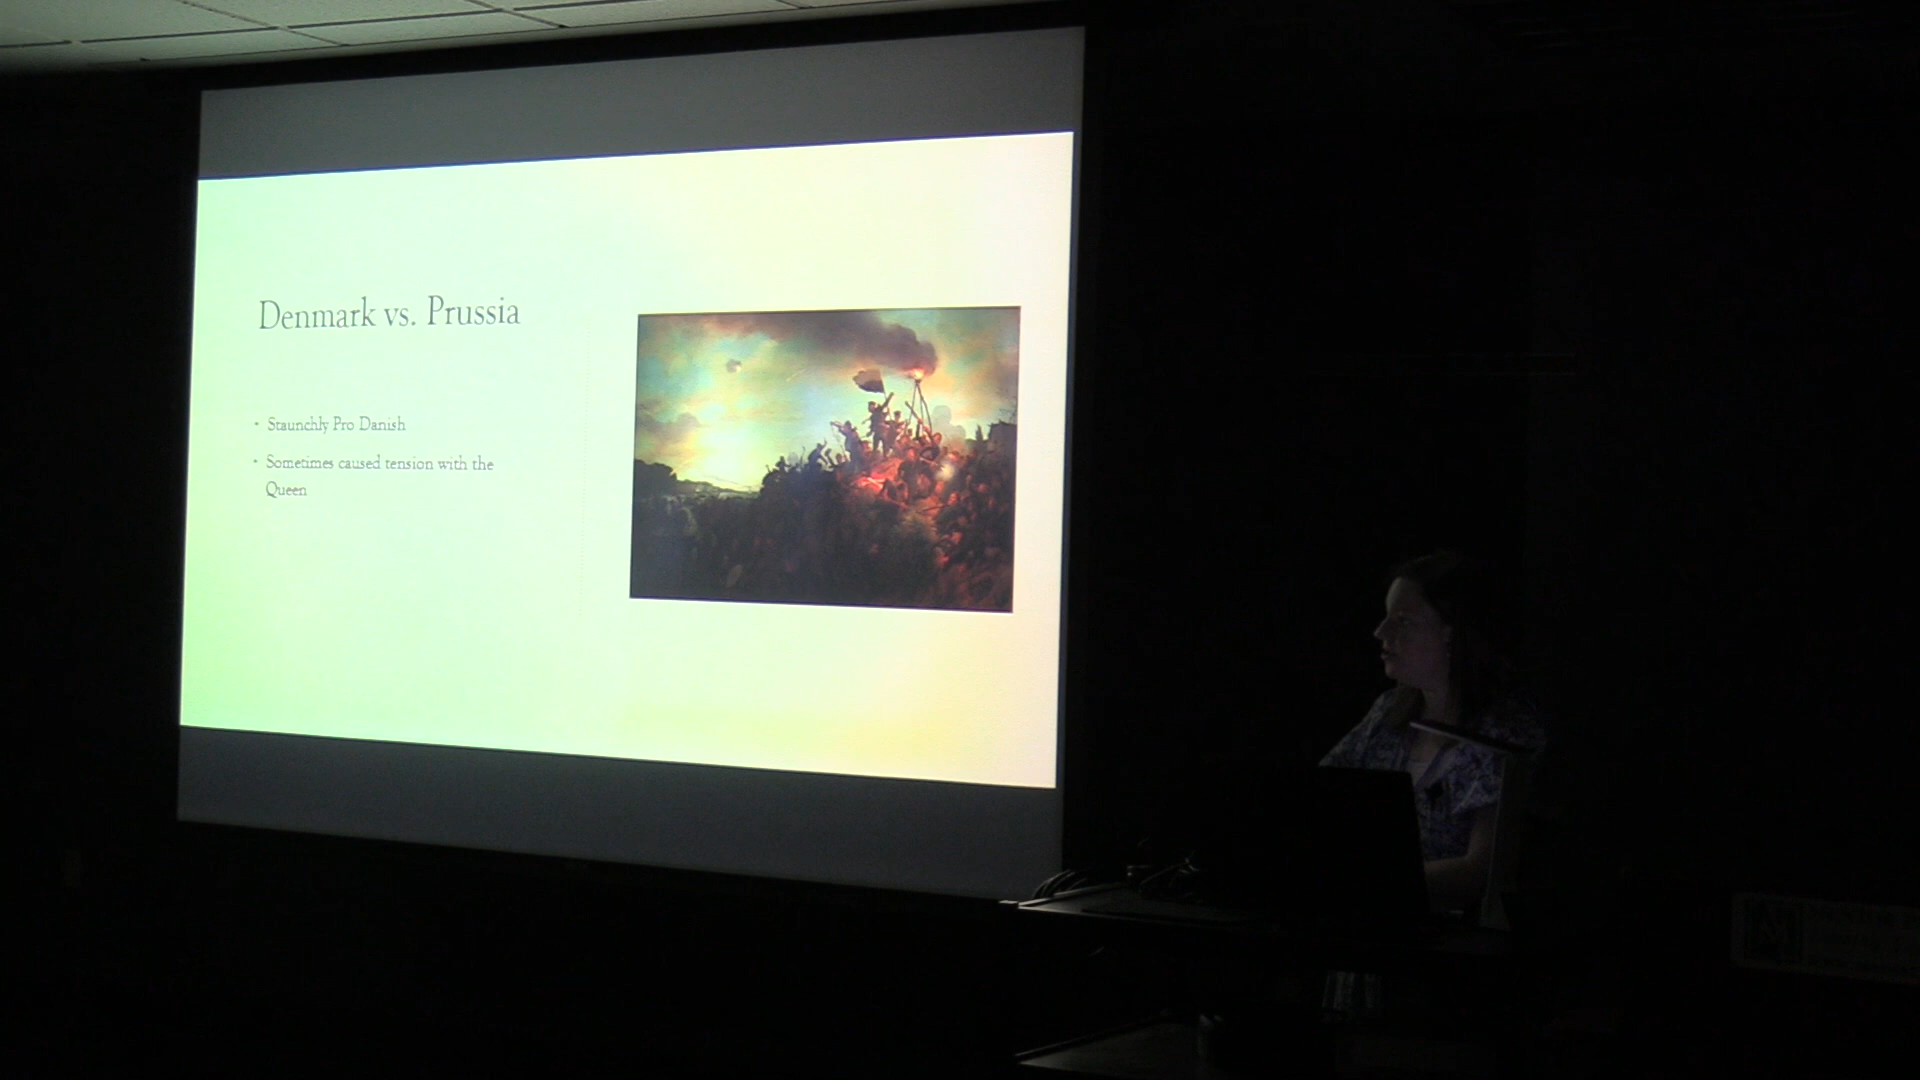 Denmark vs. Prussia
• Staunchly Pro Danish
• Sometimes caused tension with the
Queen